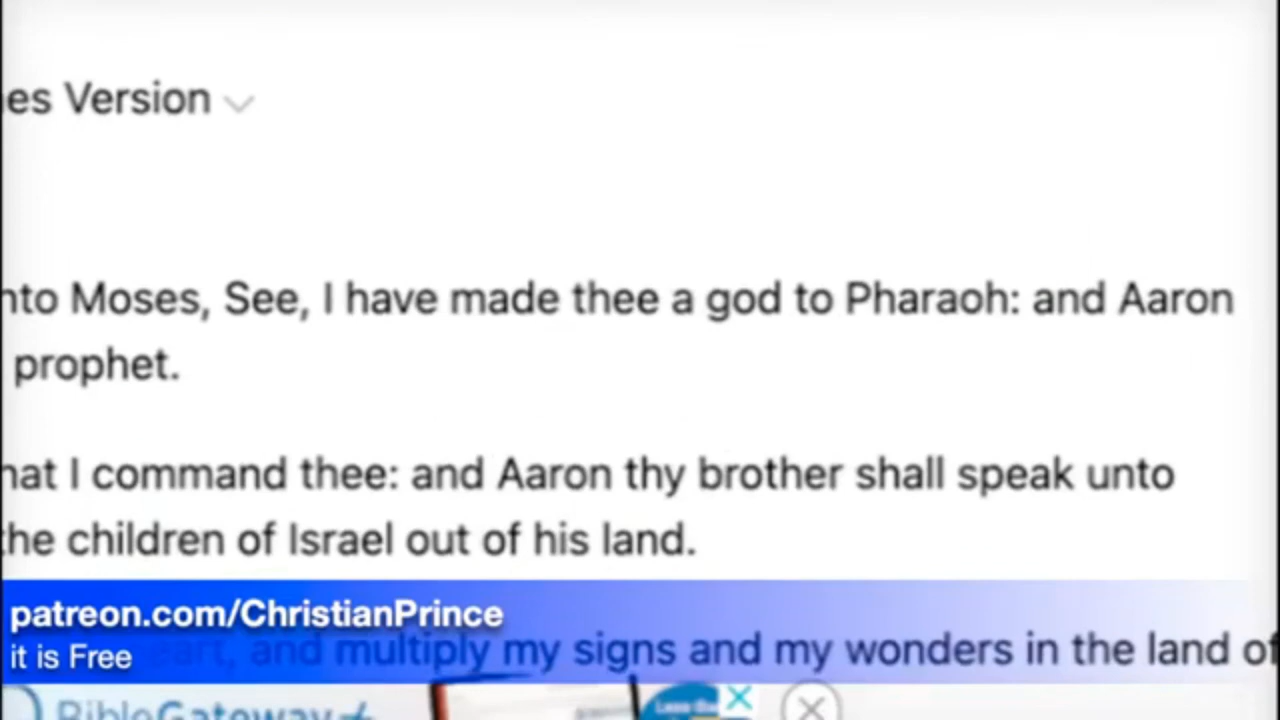 es Version
nto Moses, See, I have made thee a god to Pharaoh: and Aaron
prophet.
hat I command thee: and Aaron thy brother shall speak unto
the children of Israel out of his land.
patreon.com/ChristianPrince
it is Free
eart, and multiply my signs and my wonders in the land of
BibleGateway